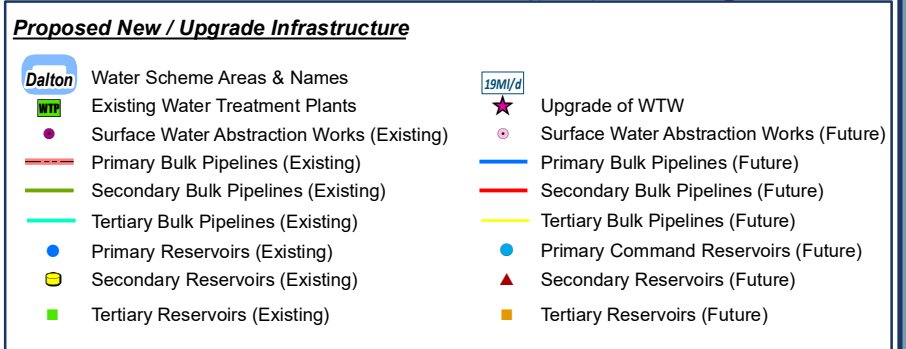 Proposed New / Upgrade Infrastructure
Dalton Water Scheme Areas & Names
19Ml/d
WTP Existing Water Treatment Plants
Upgrade of WTW
Surface Water Abstraction Works (Existing)
Surface Water Abstraction Works (Future)
Primary Bulk Pipelines (Existing)
Primary Bulk Pipelines (Future)
Secondary Bulk Pipelines (Existing)
Secondary Bulk Pipelines (Future)
Tertiary Bulk Pipelines (Existing)
Tertiary Bulk Pipelines (Future)
Primary Reservoirs (Existing)
Primary Command Reservoirs (Future)
Secondary Reservoirs (Existing)
Secondary Reservoirs (Future)
Tertiary Reservoirs (Existing)
Tertiary Reservoirs (Future)